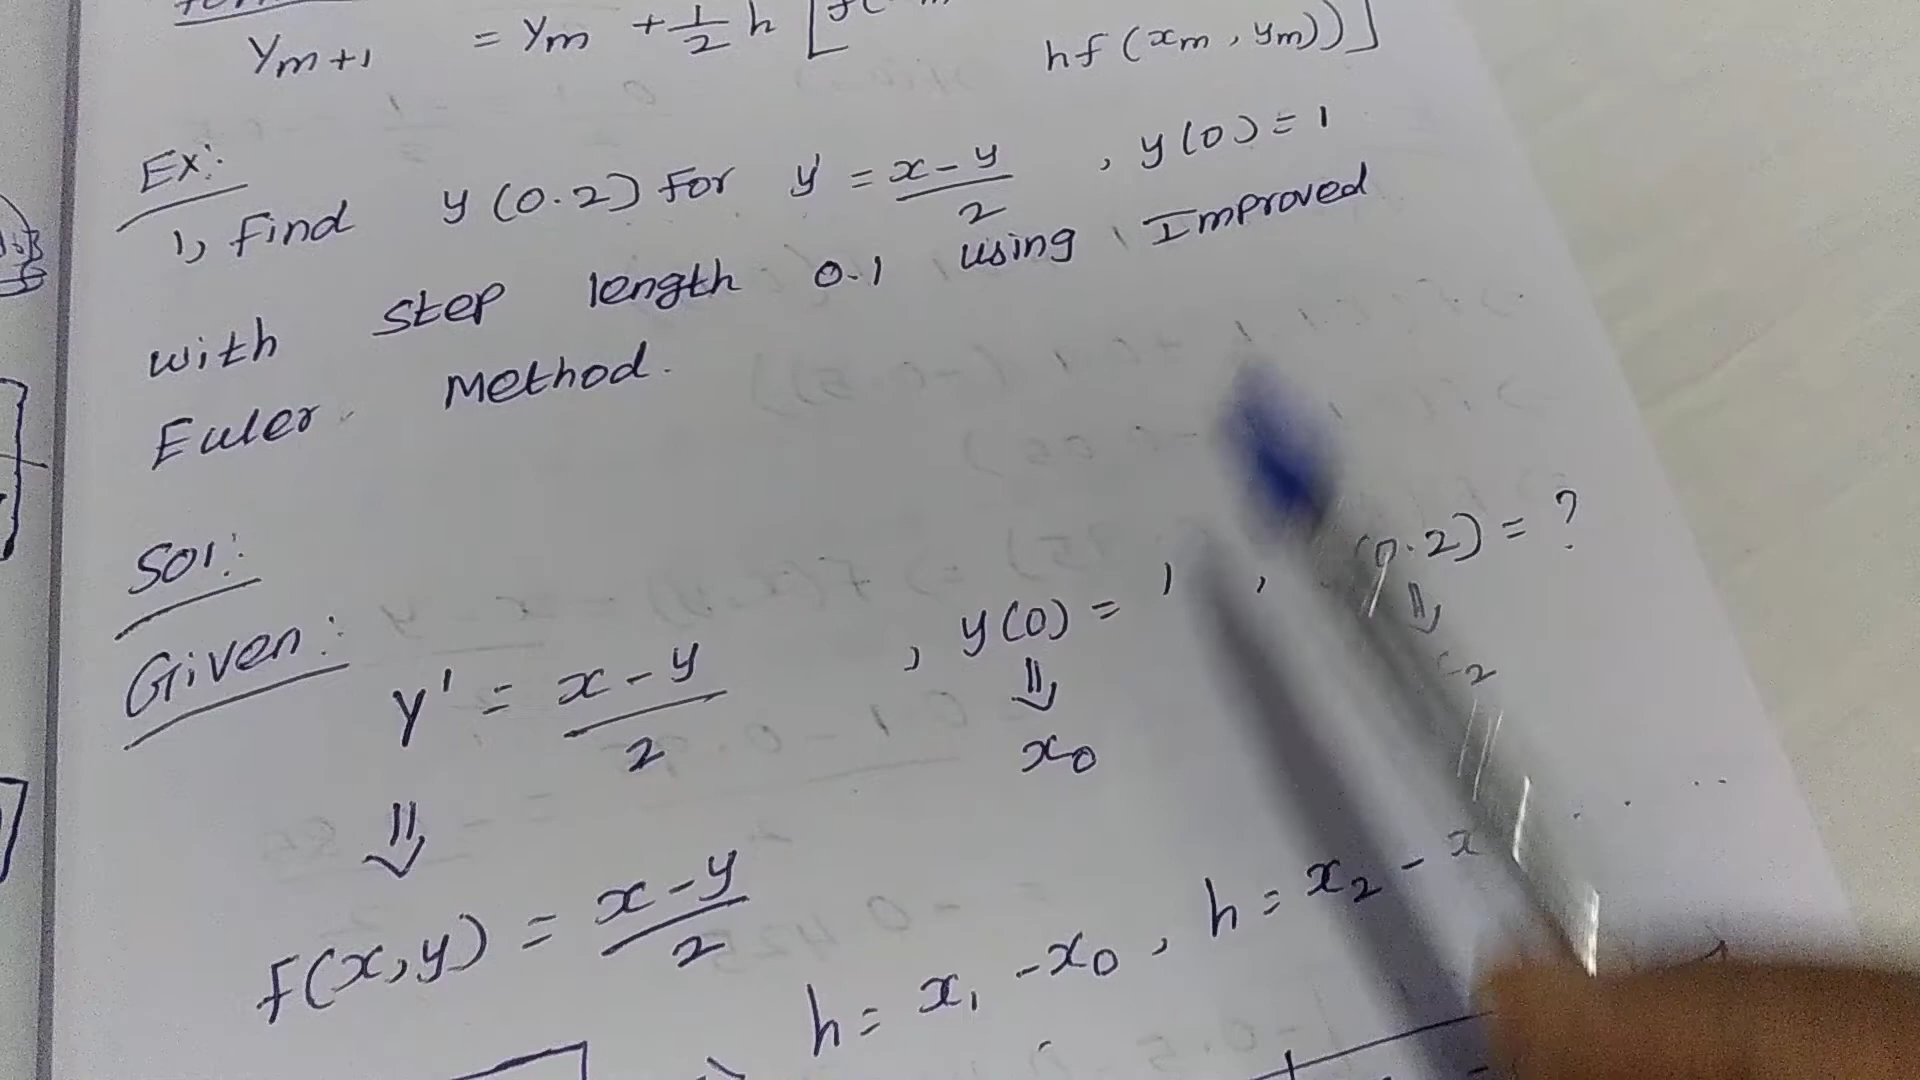 Ym+1 = Ym + 1/2 h [f(
hf (xm, ym))]
Ex:
1, Find y(0.2) For y' = x-y/2, y(0)=1
with step length 0.1 using Improved
Euler Method.
Sol:
Given:
y' = x-y/2, y(0) = 1, (0.2) = ?
⇓ ⇓
x0 2
⇓
f(x,y) = x-y/2
h = x1 - x0, h = x2 - x